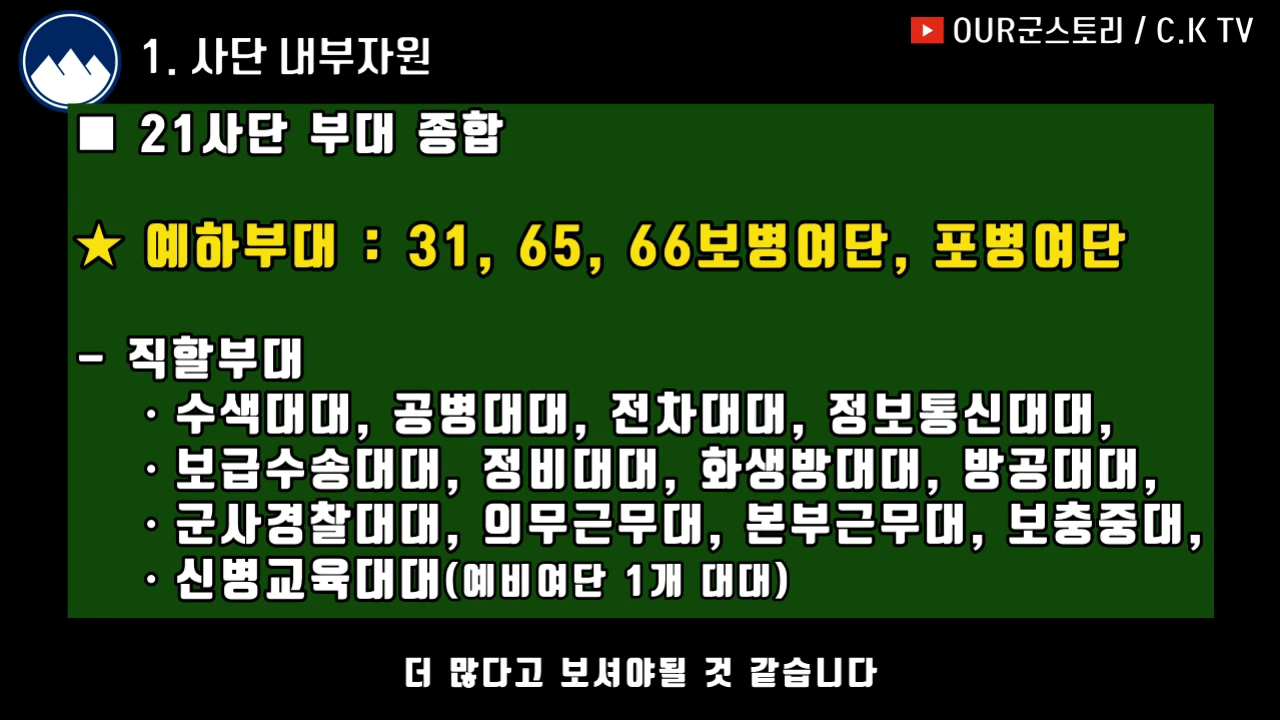 1. 사단 내부자원
OUR군스토리 / C.K TV
■ 21사단 부대 종합
★ 예하부대 : 31, 65, 66보병여단, 포병여단
- 직할부대
· 수색대대, 공병대대, 전차대대, 정보통신대대,
· 보급수송대대, 정비대대, 화생방대대, 방공대대,
· 군사경찰대대, 의무근무대, 본부근무대, 보충중대,
· 신병교육대대(예비여단 1개 대대)
더 많다고 보셔야될 것 같습니다